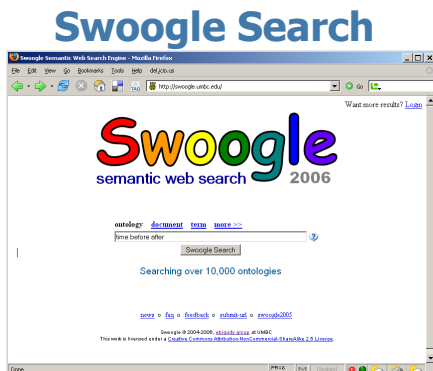 Swoogle Search
Swoogle Semantic Web Search Engine - Mozilla Firefox
File Edit View Go Bookmarks Tools Help del.icio.us
TAG http://swoogle.umbc.edu/ Go
Want more results? Login
Swoogle
semantic web search 2006
ontology document term more >>
time before after
Swoogle Search
Searching over 10,000 ontologies
news o faq o feedback o submit-url o swoogle2005
Swoogle © 2004-2006, ebiquity group at UMBC
This work is licensed under a Creative Commons Attribution-NonCommercial-ShareAlike 2.5 License.
Done Disabled